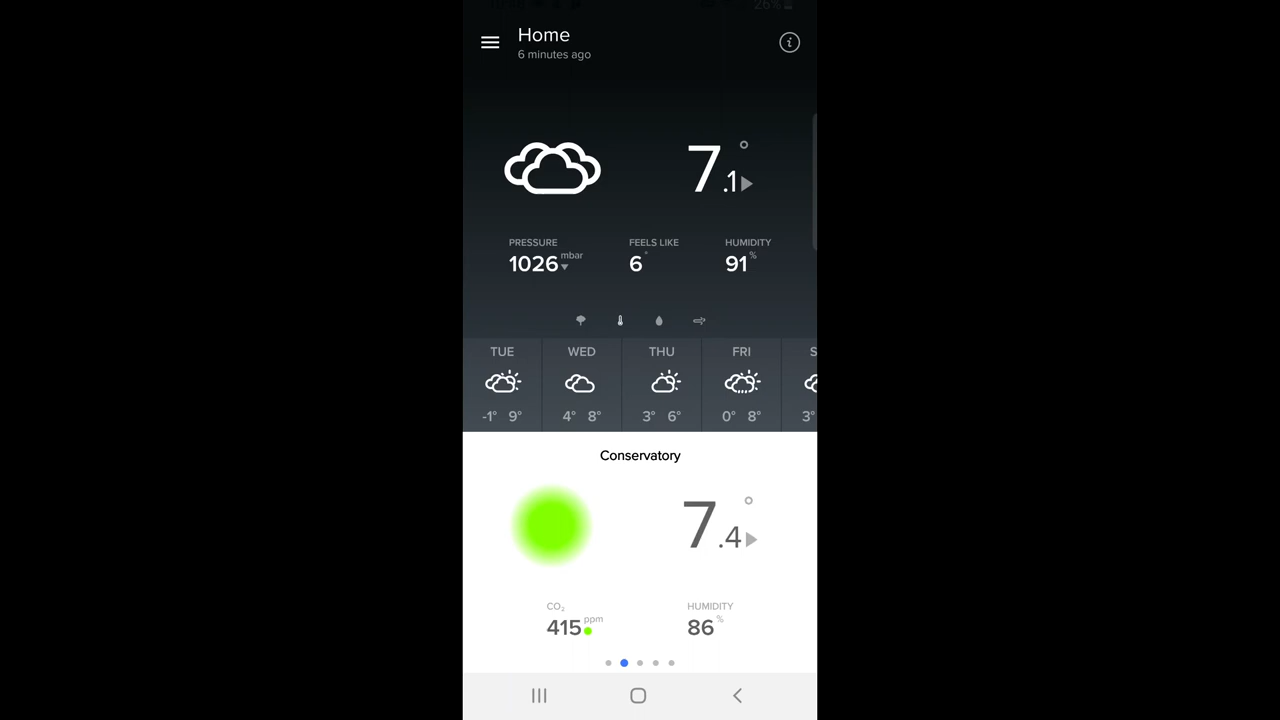 26%
Home
6 minutes ago
7.1°
PRESSURE FEELS LIKE HUMIDITY
1026 mbar 6° 91%
TUE WED THU FRI S
-1° 9° 4° 8° 3° 6° 0° 8° 3°
Conservatory
7.4°
CO₂ HUMIDITY
415 ppm 86%